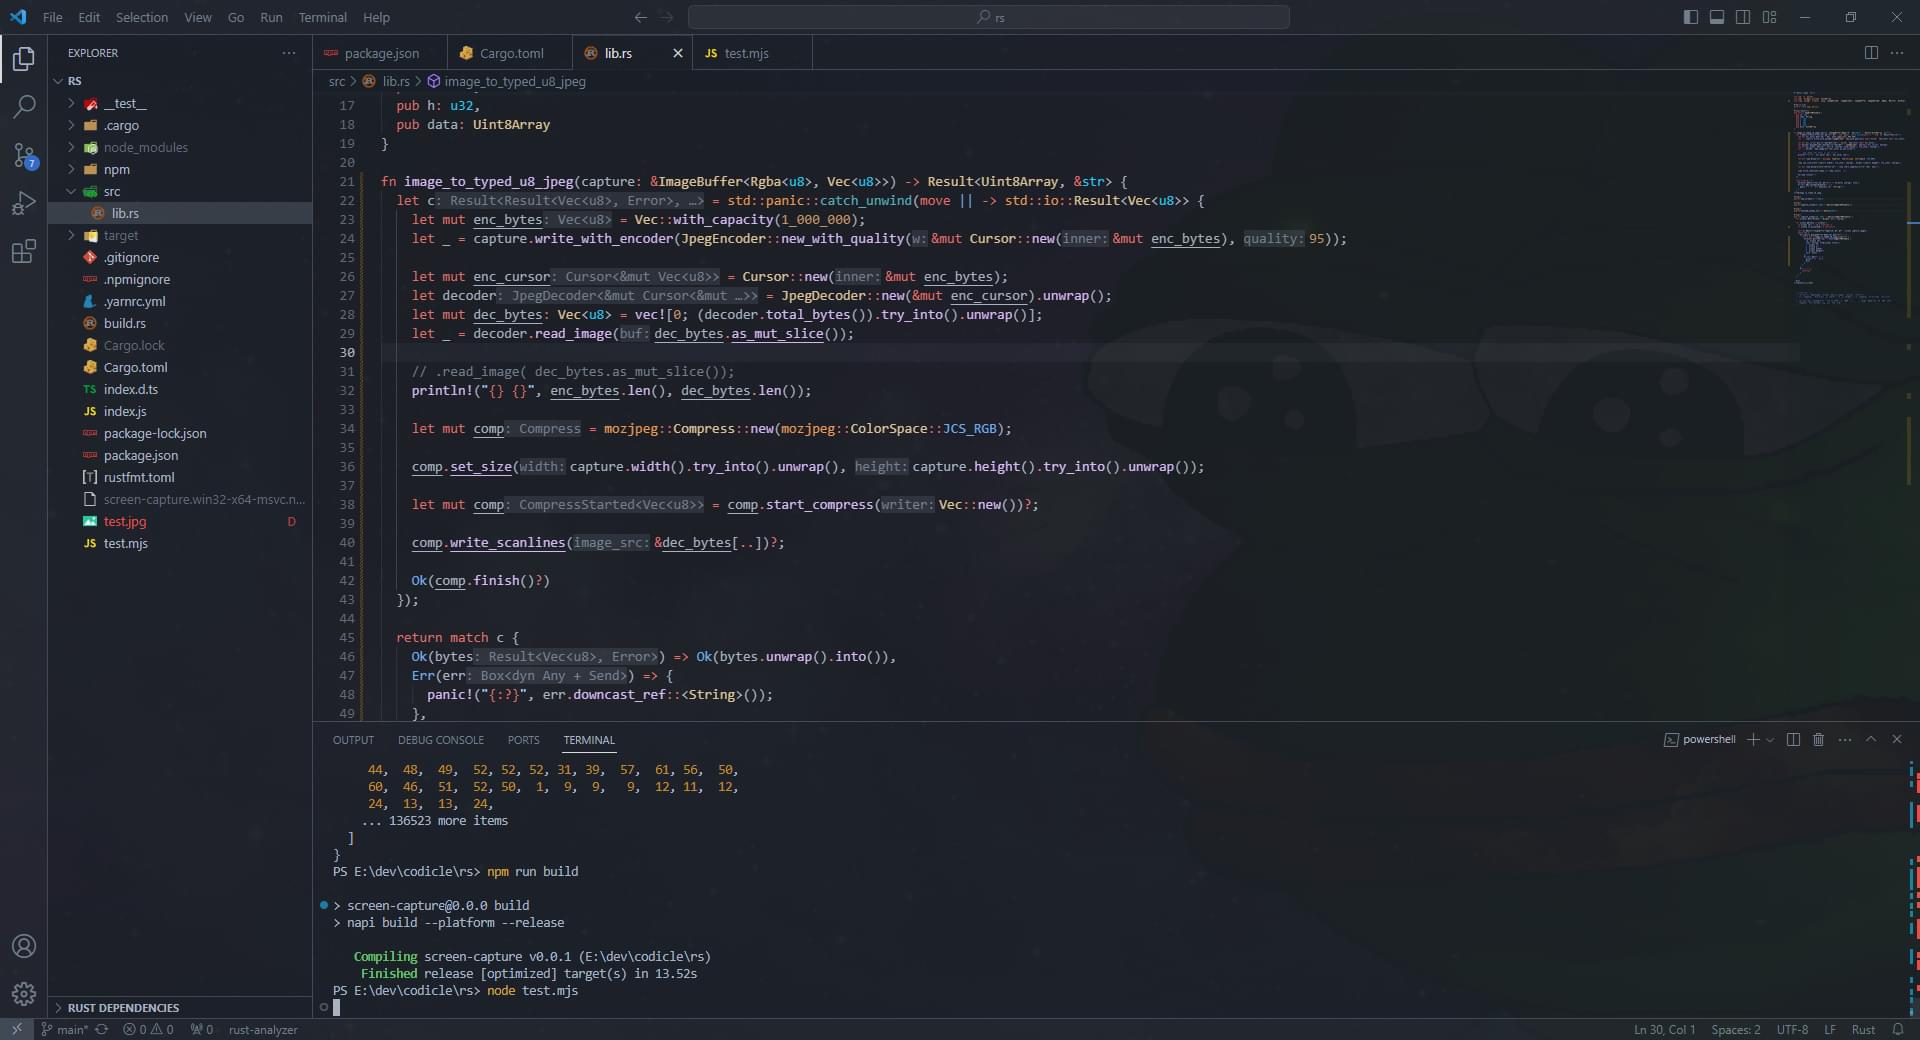 File Edit Selection View Go Run Terminal Help
rs
EXPLORER
package.json
Cargo.toml
lib.rs
JS test.mjs
src > lib.rs > image_to_typed_u8_jpeg
RS
__test__
.cargo
node_modules
npm
src
lib.rs
target
.gitignore
.npmignore
.yarnrc.yml
build.rs
Cargo.lock
Cargo.toml
TS index.d.ts
JS index.js
package-lock.json
package.json
rustfmt.toml
screen-capture.win32-x64-msvc.n...
test.jpg D
JS test.mjs
RUST DEPENDENCIES
7
17 pub h: u32,
18 pub data: Uint8Array
19 }
20
21 fn image_to_typed_u8_jpeg(capture: &ImageBuffer<Rgba<u8>, Vec<u8>>) -> Result<Uint8Array, &str> {
22 let c: Result<Result<Vec<u8>, Error>, …> = std::panic::catch_unwind(move || -> std::io::Result<Vec<u8>> {
23 let mut enc_bytes: Vec<u8> = Vec::with_capacity(1_000_000);
24 let _ = capture.write_with_encoder(JpegEncoder::new_with_quality(w: &mut Cursor::new(inner: &mut enc_bytes), quality: 95));
25
26 let mut enc_cursor: Cursor<&mut Vec<u8>> = Cursor::new(inner: &mut enc_bytes);
27 let decoder: JpegDecoder<&mut Cursor<&mut …>> = JpegDecoder::new(&mut enc_cursor).unwrap();
28 let mut dec_bytes: Vec<u8> = vec![0; (decoder.total_bytes()).try_into().unwrap()];
29 let _ = decoder.read_image(buf: dec_bytes.as_mut_slice());
30
31 // .read_image( dec_bytes.as_mut_slice());
32 println!("{} {}", enc_bytes.len(), dec_bytes.len());
33
34 let mut comp: Compress = mozjpeg::Compress::new(mozjpeg::ColorSpace::JCS_RGB);
35
36 comp.set_size(width: capture.width().try_into().unwrap(), height: capture.height().try_into().unwrap());
37
38 let mut comp: CompressStarted<Vec<u8>> = comp.start_compress(writer: Vec::new())?;
39
40 comp.write_scanlines(image_src: &dec_bytes[..])?;
41
42 Ok(comp.finish()?)
43 });
44
45 return match c {
46 Ok(bytes: Result<Vec<u8>, Error>) => Ok(bytes.unwrap().into()),
47 Err(err: Box<dyn Any + Send>) => {
48 panic!("{:?}", err.downcast_ref::<String>());
49 },
OUTPUT DEBUG CONSOLE PORTS TERMINAL
powershell
44, 48, 49, 52, 52, 52, 31, 39, 57, 61, 56, 50,
60, 46, 51, 52, 50, 1, 9, 9, 9, 12, 11, 12,
24, 13, 13, 24,
... 136523 more items
]
}
PS E:\dev\codicle\rs> npm run build
> screen-capture@0.0.0 build
> napi build --platform --release
Compiling screen-capture v0.0.1 (E:\dev\codicle\rs)
Finished release [optimized] target(s) in 13.52s
PS E:\dev\codicle\rs> node test.mjs
main* 0 0 0 rust-analyzer
Ln 30, Col 1 Spaces: 2 UTF-8 LF Rust